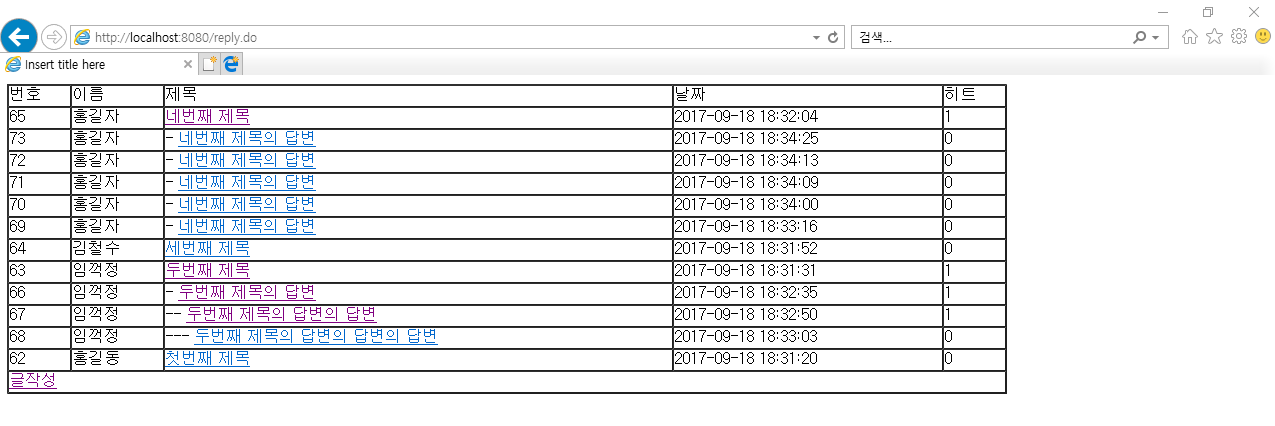 http://localhost:8080/reply.do 검색...
Insert title here
번호 이름 제목 날짜 히트
65 홍길자 네번째 제목 2017-09-18 18:32:04 1
73 홍길자 - 네번째 제목의 답변 2017-09-18 18:34:25 0
72 홍길자 - 네번째 제목의 답변 2017-09-18 18:34:13 0
71 홍길자 - 네번째 제목의 답변 2017-09-18 18:34:09 0
70 홍길자 - 네번째 제목의 답변 2017-09-18 18:34:00 0
69 홍길자 - 네번째 제목의 답변 2017-09-18 18:33:16 0
64 김철수 세번째 제목 2017-09-18 18:31:52 0
63 임꺽정 두번째 제목 2017-09-18 18:31:31 1
66 임꺽정 - 두번째 제목의 답변 2017-09-18 18:32:35 1
67 임꺽정 -- 두번째 제목의 답변의 답변 2017-09-18 18:32:50 1
68 임꺽정 --- 두번째 제목의 답변의 답변의 답변 2017-09-18 18:33:03 0
62 홍길동 첫번째 제목 2017-09-18 18:31:20 0
글작성